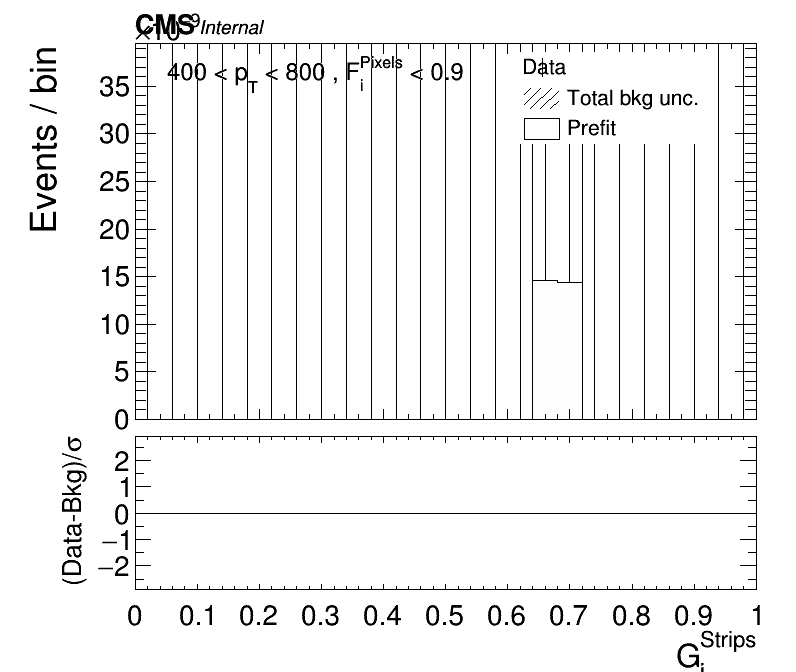 CMS Internal
×10⁻⁹
400 < p_T < 800 , F_i^Pixels < 0.9
Data
Total bkg unc.
Prefit
Events / bin
35
30
25
20
15
10
5
0
(Data-Bkg)/σ
2
1
0
−1
−2
0 0.1 0.2 0.3 0.4 0.5 0.6 0.7 0.8 0.9 1
G_i^Strips